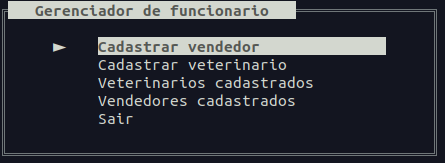 Gerenciador de funcionario
Cadastrar vendedor
Cadastrar veterinario
Veterinarios cadastrados
Vendedores cadastrados
Sair